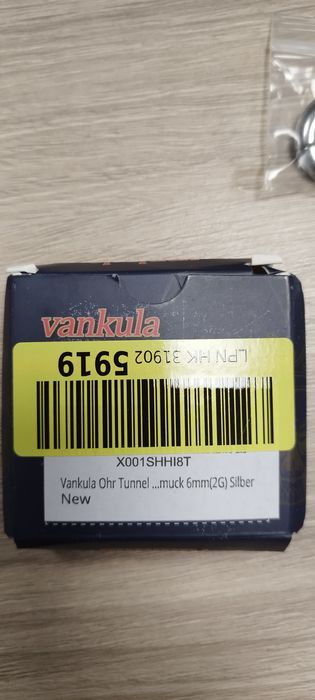 vankula
LPN HK 31902 5919
X001SHHI8T
Vankula Ohr Tunnel ...muck 6mm(2G) Silber
New